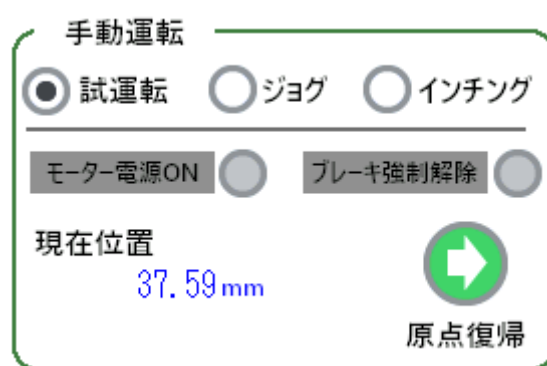 手動運転
試運転 ジョグ インチング
モーター電源ON ブレーキ強制解除
現在位置
37.59mm
原点復帰